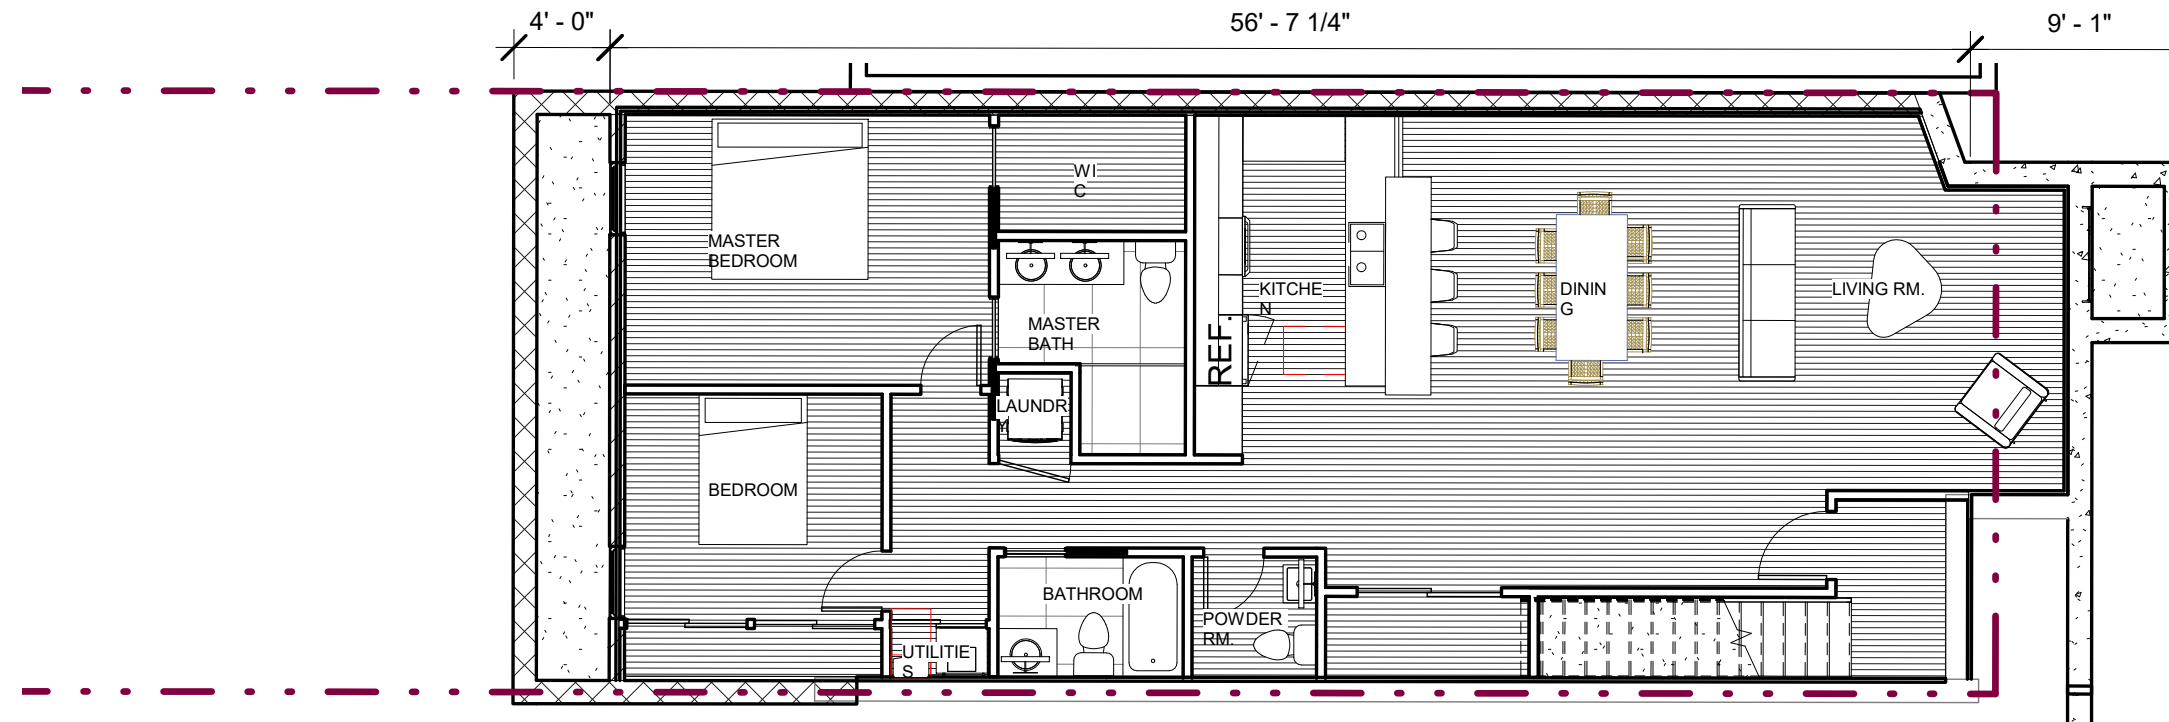 4' - 0"
56' - 7 1/4"
9' - 1"
WI
C
MASTER
BEDROOM
KITCHE
N
DININ
G
LIVING RM.
MASTER
BATH
REF.
LAUNDR
Y
BEDROOM
BATHROOM
POWDER
RM.
UTILITIE
S